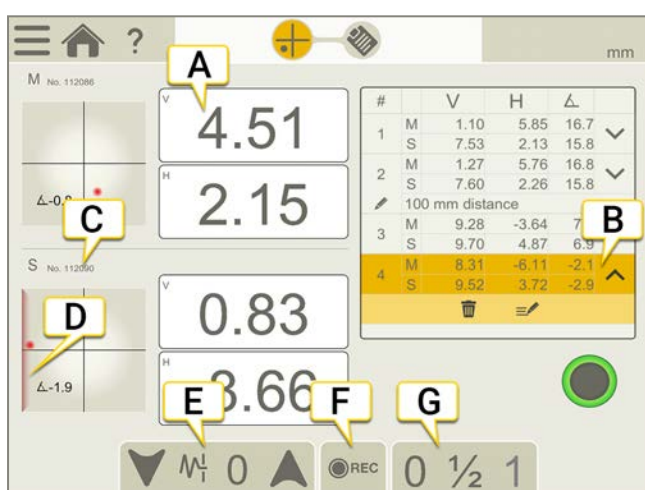 ?
mm
M No. 112086
A
V
4.51
H
2.15
∡-0.
C
S No. 112090
D
∡-1.9
V
0.83
H
3.66
# V H ∡
1 M 1.10 5.85 16.7
S 7.53 2.13 15.8
2 M 1.27 5.76 16.8
S 7.60 2.26 15.8
100 mm distance
3 M 9.28 -3.64 7
S 9.70 4.87 6.9
B
4 M 8.31 -6.11 -2.1
S 9.52 3.72 -2.9
E F G
0 REC 0 ½ 1